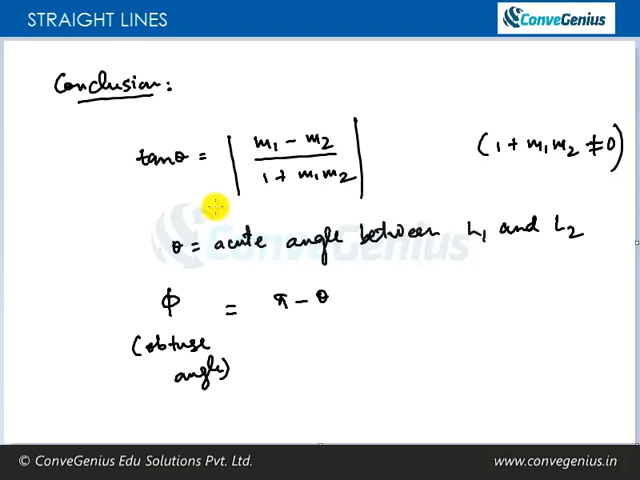 STRAIGHT LINES
ConveGenius
Conclusion:
tanθ = | (m₁ - m₂) / (1 + m₁m₂) | (1 + m₁m₂ ≠ 0)
θ = acute angle between L₁ and L₂
ϕ = π - θ
(obtuse
angle)
ConveGenius
© ConveGenius Edu Solutions Pvt. Ltd. www.convegenius.in